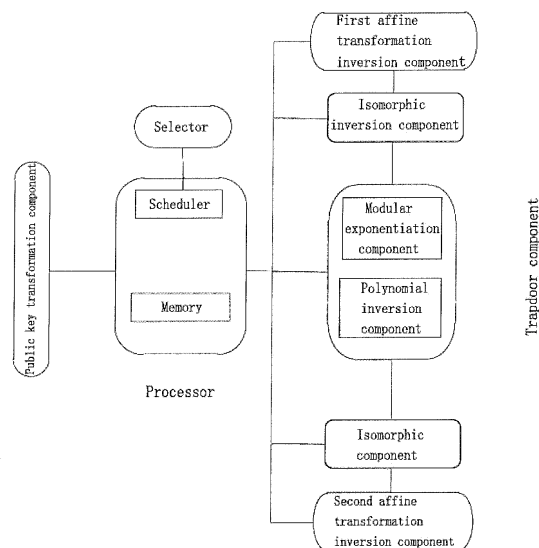 First affine
transformation
inversion component
Isomorphic
inversion component
Selector
Scheduler
Memory
Processor
Public key transformation component
Modular
exponentiation
component
Polynomial
inversion
component
Trapdoor component
Isomorphic
component
Second affine
transformation
inversion component